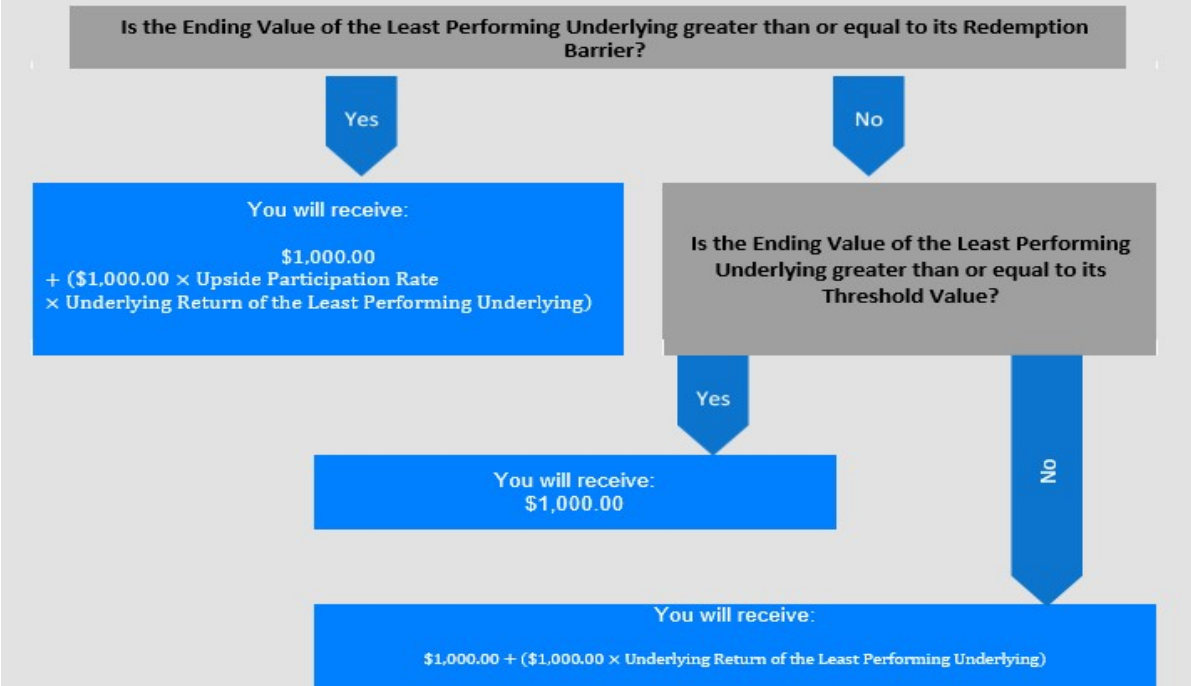 Is the Ending Value of the Least Performing Underlying greater than or equal to its Redemption
Barrier?
Yes
No
You will receive:
$1,000.00
+ ($1,000.00 × Upside Participation Rate
× Underlying Return of the Least Performing Underlying)
Is the Ending Value of the Least Performing
Underlying greater than or equal to its
Threshold Value?
Yes
No
You will receive:
$1,000.00
You will receive:
$1,000.00 + ($1,000.00 × Underlying Return of the Least Performing Underlying)